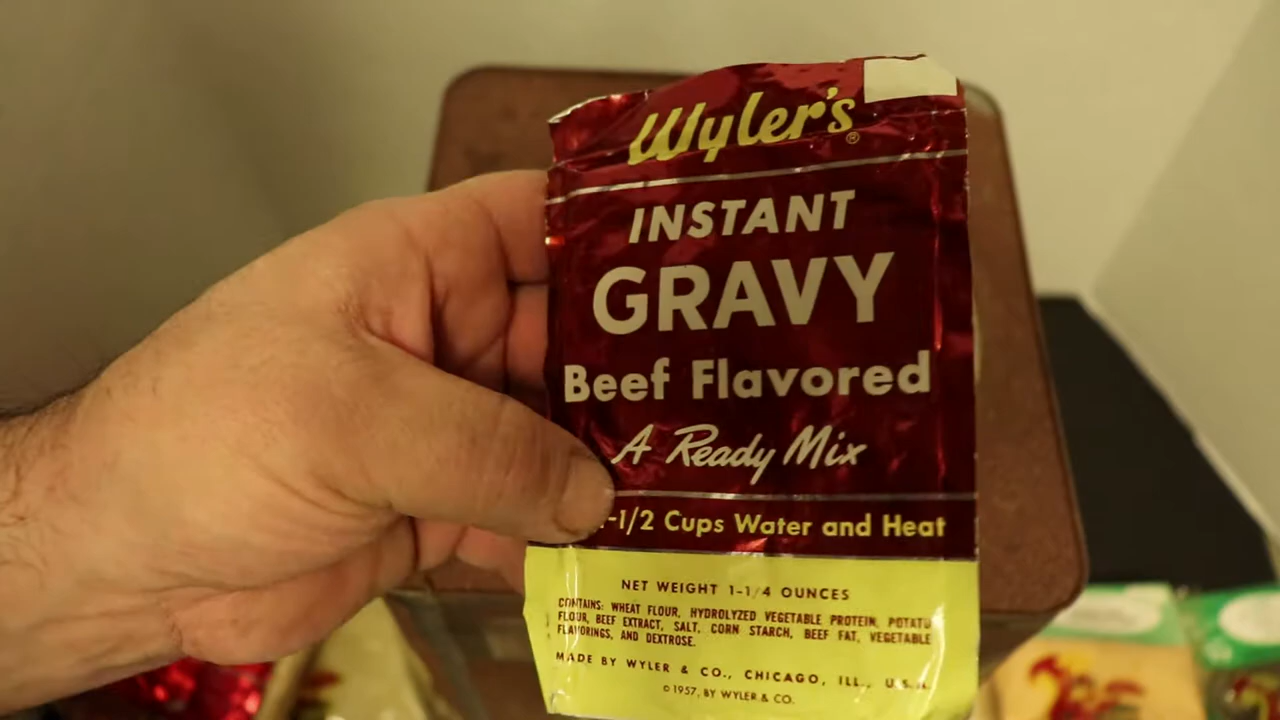 Wyler's®
INSTANT
GRAVY
Beef Flavored
A Ready Mix
-1/2 Cups Water and Heat
NET WEIGHT 1-1/4 OUNCES
CONTAINS: WHEAT FLOUR, HYDROLYZED VEGETABLE PROTEIN, POTATO
FLOUR, BEEF EXTRACT, SALT, CORN STARCH, BEEF FAT, VEGETABLE
FLAVORINGS, AND DEXTROSE.
MADE BY WYLER & CO., CHICAGO, ILL., U.S.A.
© 1957, BY WYLER & CO.